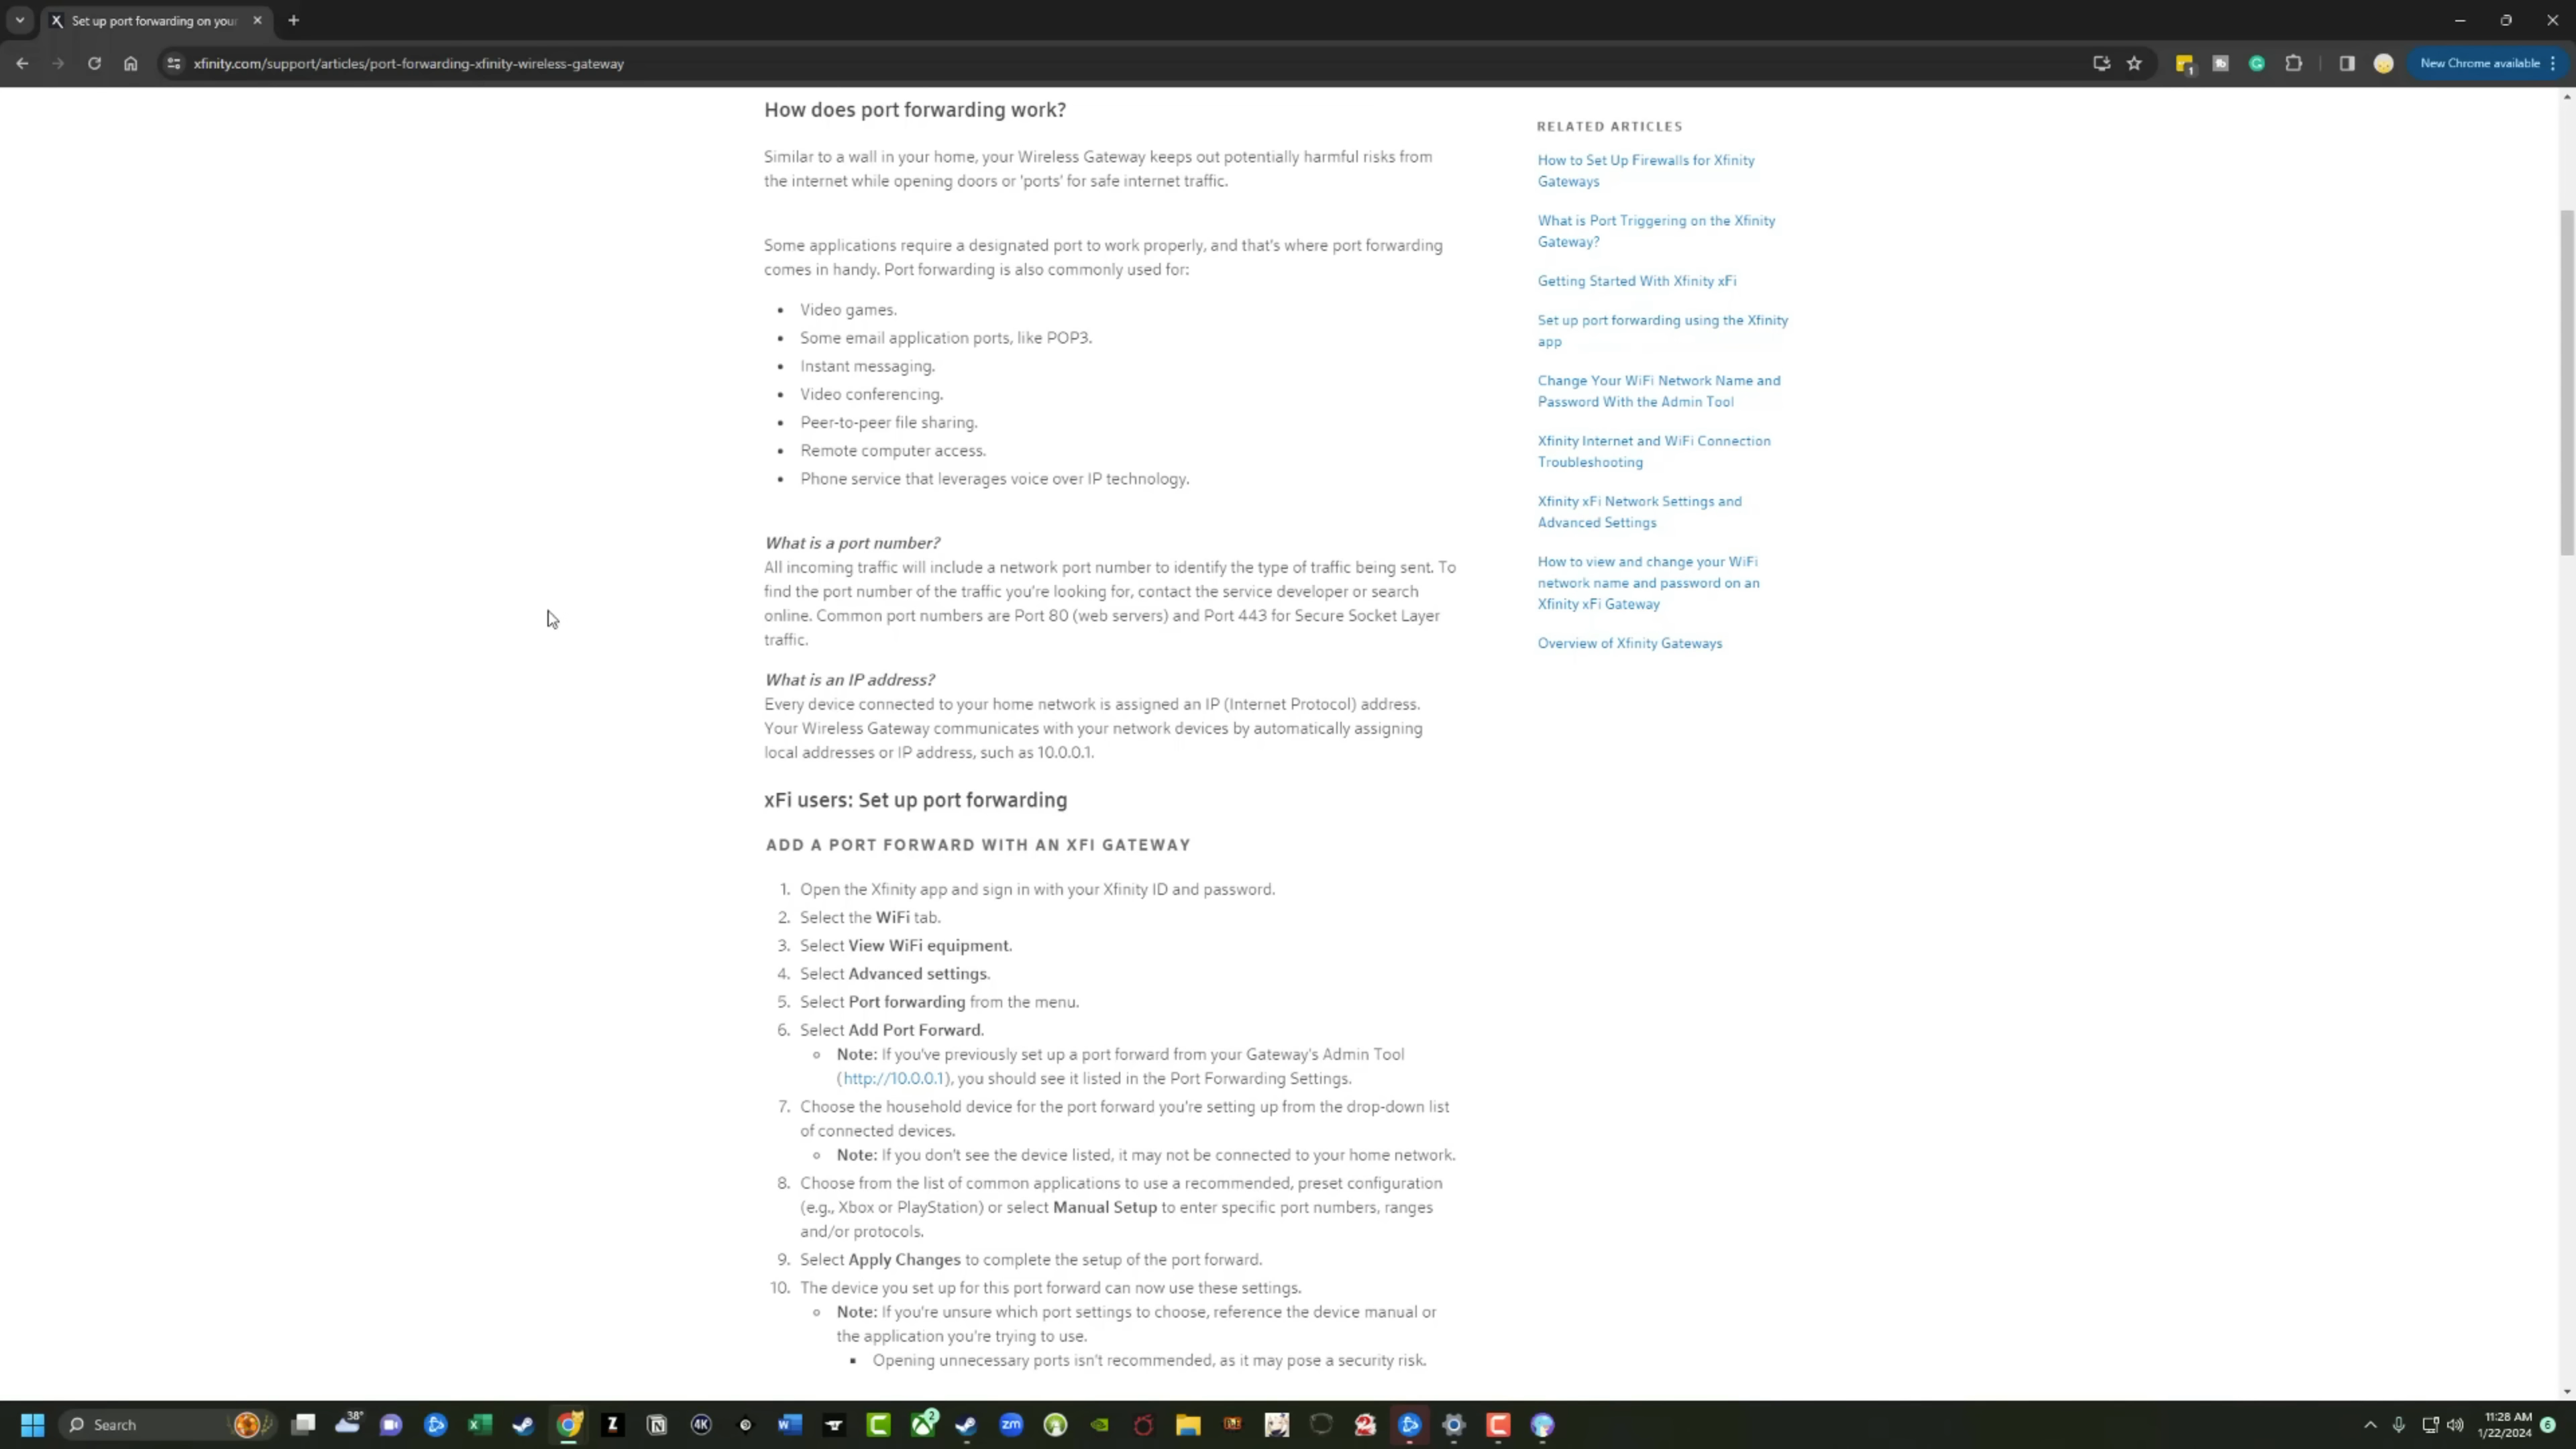 Set up port forwarding on your
xfinity.com/support/articles/port-forwarding-xfinity-wireless-gateway
1
New Chrome available
How does port forwarding work?
Similar to a wall in your home, your Wireless Gateway keeps out potentially harmful risks from
the internet while opening doors or 'ports' for safe internet traffic.
Some applications require a designated port to work properly, and that's where port forwarding
comes in handy. Port forwarding is also commonly used for:
• Video games.
• Some email application ports, like POP3.
• Instant messaging.
• Video conferencing.
• Peer-to-peer file sharing.
• Remote computer access.
• Phone service that leverages voice over IP technology.
What is a port number?
All incoming traffic will include a network port number to identify the type of traffic being sent. To
find the port number of the traffic you're looking for, contact the service developer or search
online. Common port numbers are Port 80 (web servers) and Port 443 for Secure Socket Layer
traffic.
What is an IP address?
Every device connected to your home network is assigned an IP (Internet Protocol) address.
Your Wireless Gateway communicates with your network devices by automatically assigning
local addresses or IP address, such as 10.0.0.1.
xFi users: Set up port forwarding
ADD A PORT FORWARD WITH AN XFI GATEWAY
1. Open the Xfinity app and sign in with your Xfinity ID and password.
2. Select the WiFi tab.
3. Select View WiFi equipment.
4. Select Advanced settings.
5. Select Port forwarding from the menu.
6. Select Add Port Forward.
Note: If you've previously set up a port forward from your Gateway's Admin Tool
(http://10.0.0.1), you should see it listed in the Port Forwarding Settings.
7. Choose the household device for the port forward you're setting up from the drop-down list
of connected devices.
Note: If you don't see the device listed, it may not be connected to your home network.
8. Choose from the list of common applications to use a recommended, preset configuration
(e.g., Xbox or PlayStation) or select Manual Setup to enter specific port numbers, ranges
and/or protocols.
9. Select Apply Changes to complete the setup of the port forward.
10. The device you set up for this port forward can now use these settings.
Note: If you're unsure which port settings to choose, reference the device manual or
the application you're trying to use.
Opening unnecessary ports isn't recommended, as it may pose a security risk.
RELATED ARTICLES
How to Set Up Firewalls for Xfinity
Gateways
What is Port Triggering on the Xfinity
Gateway?
Getting Started With Xfinity xFi
Set up port forwarding using the Xfinity
app
Change Your WiFi Network Name and
Password With the Admin Tool
Xfinity Internet and WiFi Connection
Troubleshooting
Xfinity xFi Network Settings and
Advanced Settings
How to view and change your WiFi
network name and password on an
Xfinity xFi Gateway
Overview of Xfinity Gateways
Search
38°
Z
4K
2
zm
11:28 AM
1/22/2024
6